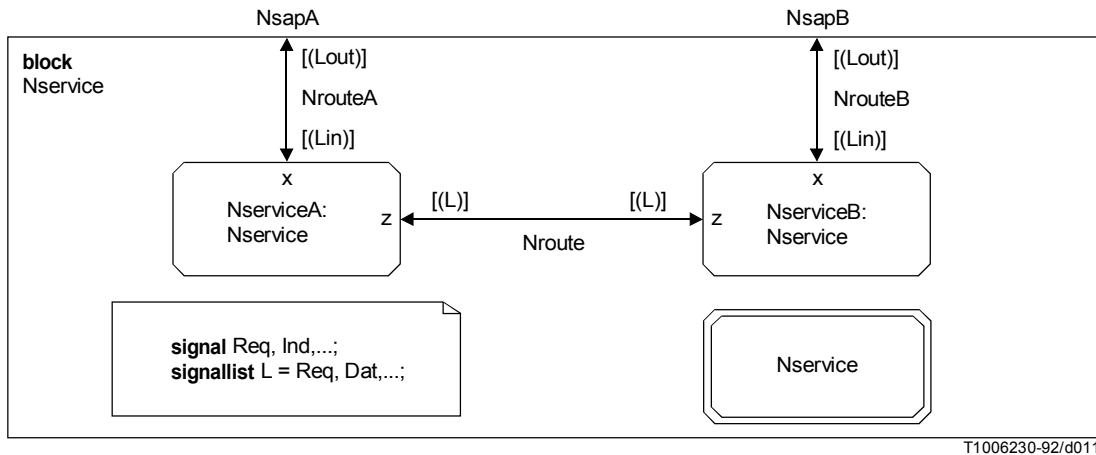 NsapA
NsapB
block
Nservice
[(Lout)]
NrouteA
[(Lin)]
[(Lout)]
NrouteB
[(Lin)]
x
NserviceA:
Nservice
z
[(L)]
[(L)]
Nroute
x
z
NserviceB:
Nservice
signal Req, Ind,...;
signallist L = Req, Dat,...;
Nservice
T1006230-92/d011